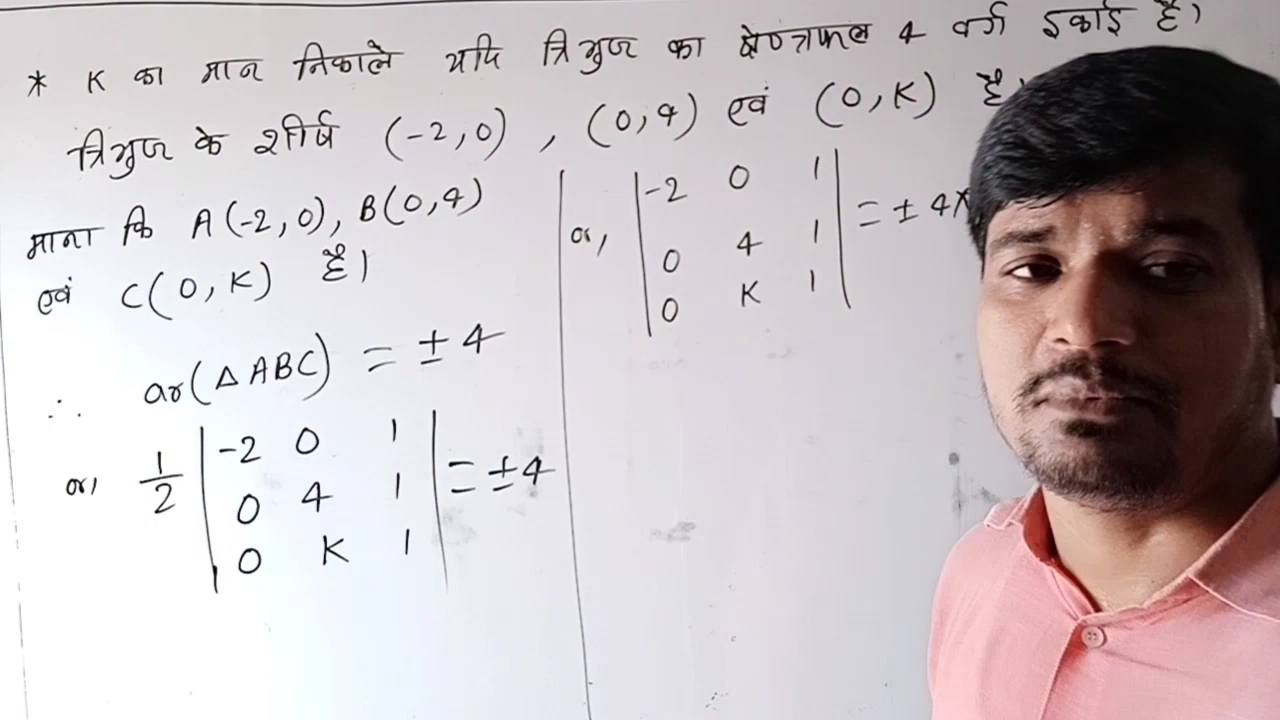 * K का मान निकाले यदि त्रिभुज का क्षेण्त्रफल 4 वर्ग इकाई है।
त्रिभुज के शीर्ष (-2,0), (0,4) एवं (0,K) है।
माना कि A(-2,0), B(0,4)
एवं C(0,K) है।
∴ ar(△ABC) = ±4
or, 1/2 | -2 0 1
0 4 1
0 K 1 | = ±4
or, | -2 0 1
0 4 1
0 K 1 | = ±4×